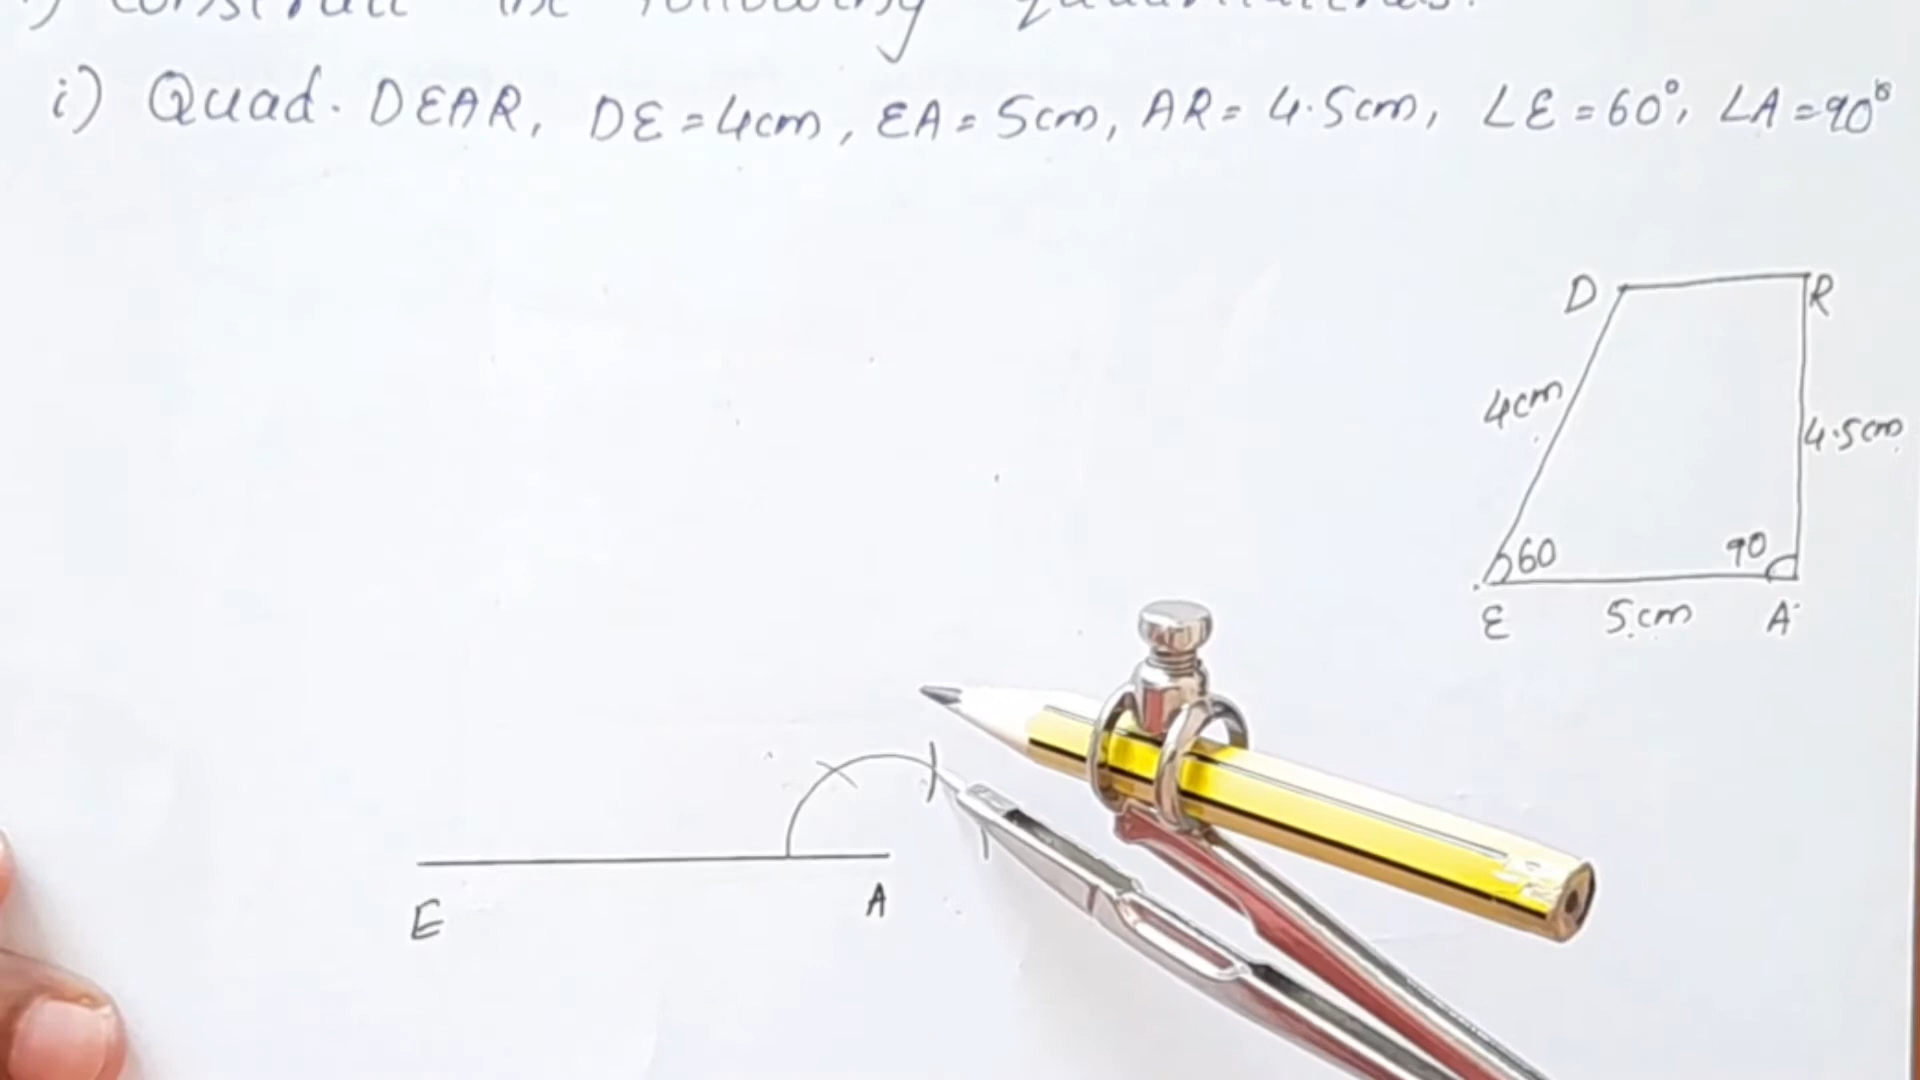 i) Quad. DEAR, DE = 4cm, EA = 5cm, AR = 4.5cm, ∠E = 60°, ∠A = 90°
D R
4cm
4.5cm
60 90
E 5cm A
E A